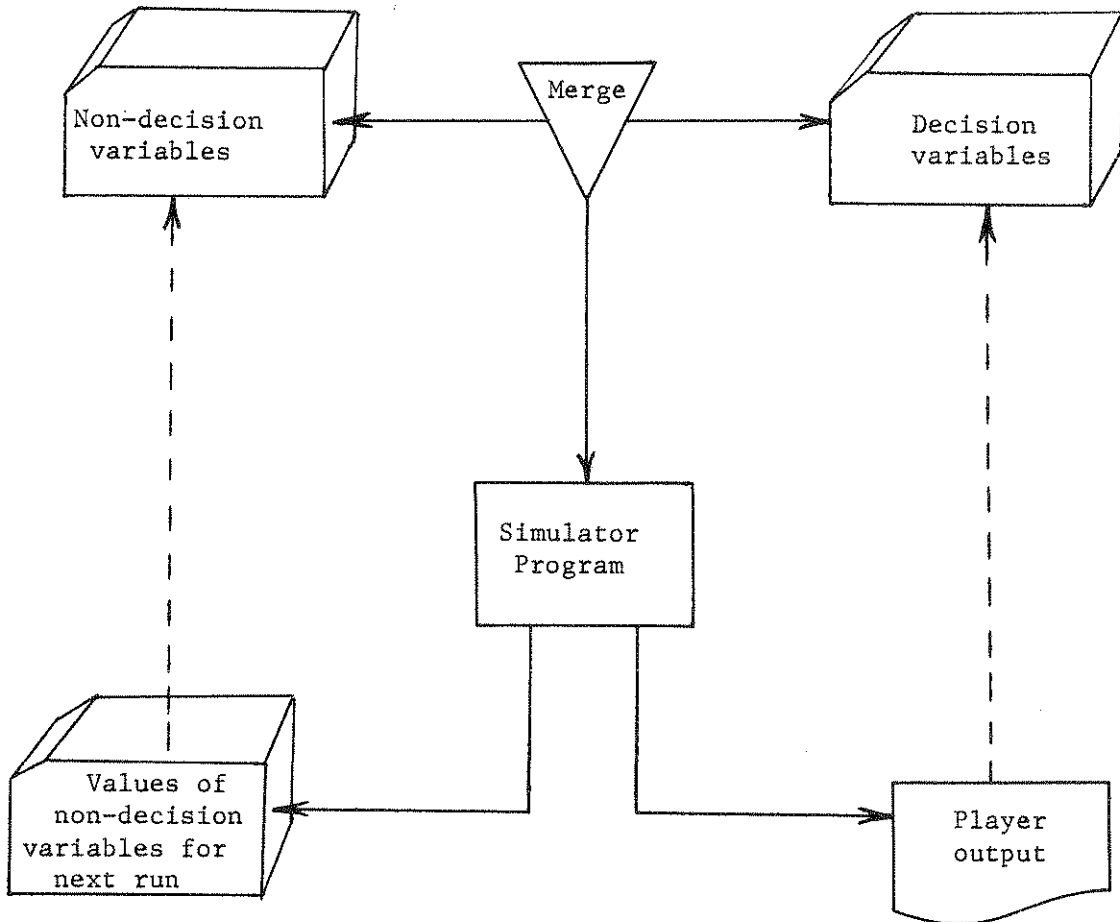 Merge
Non-decision
variables
Decision
variables
Simulator
Program
Values of
non-decision
variables for
next run
Player
output